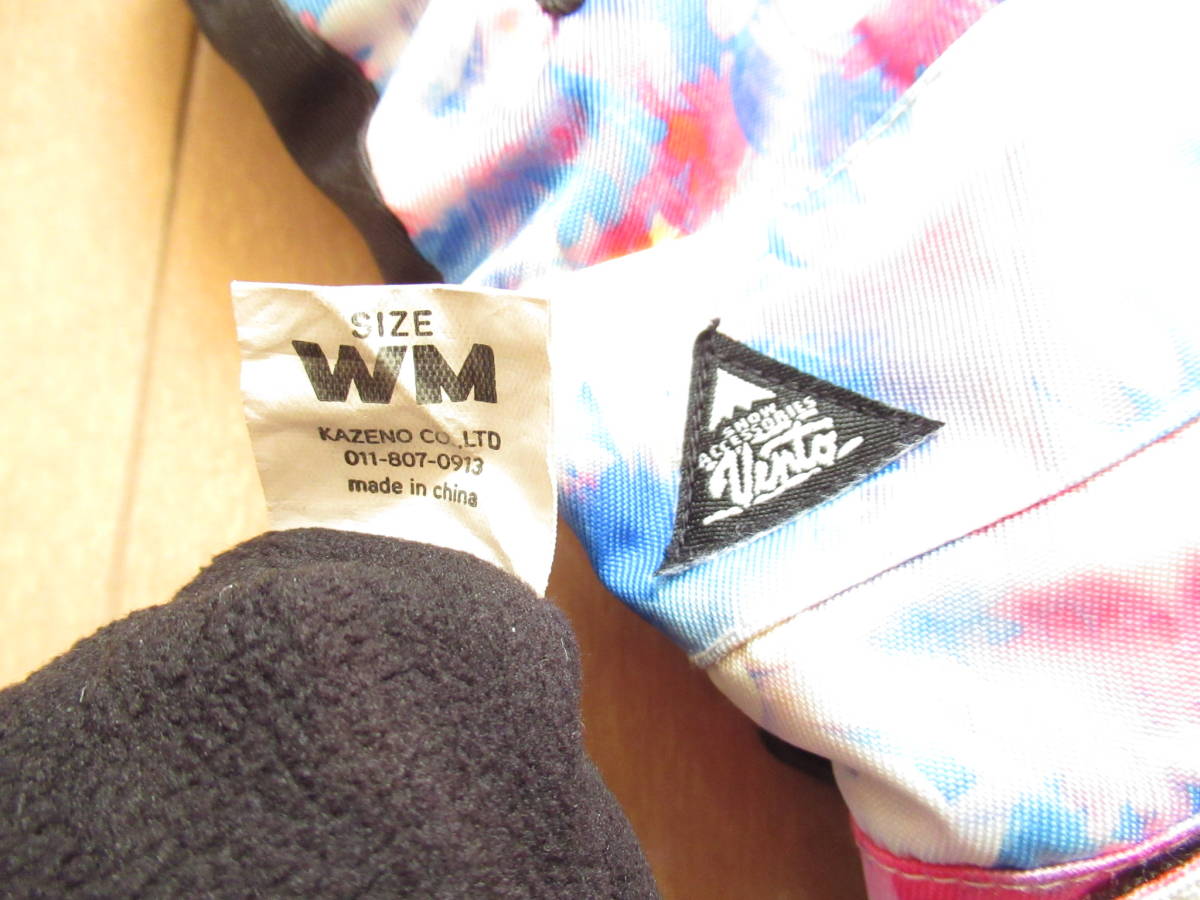 SIZE
WM
KAZENO CO.,LTD
011-807-0913
made in china
SNOW
ACCESSORIES
Vento